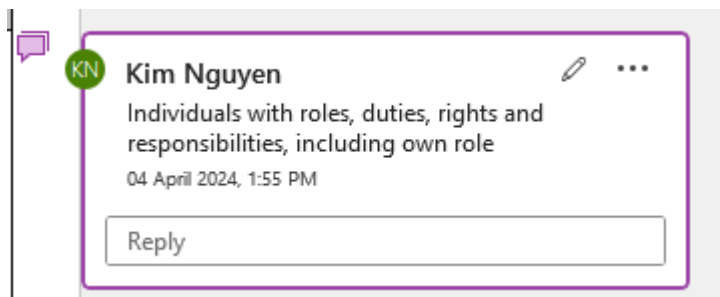 KN
Kim Nguyen
Individuals with roles, duties, rights and
responsibilities, including own role
04 April 2024, 1:55 PM
Reply